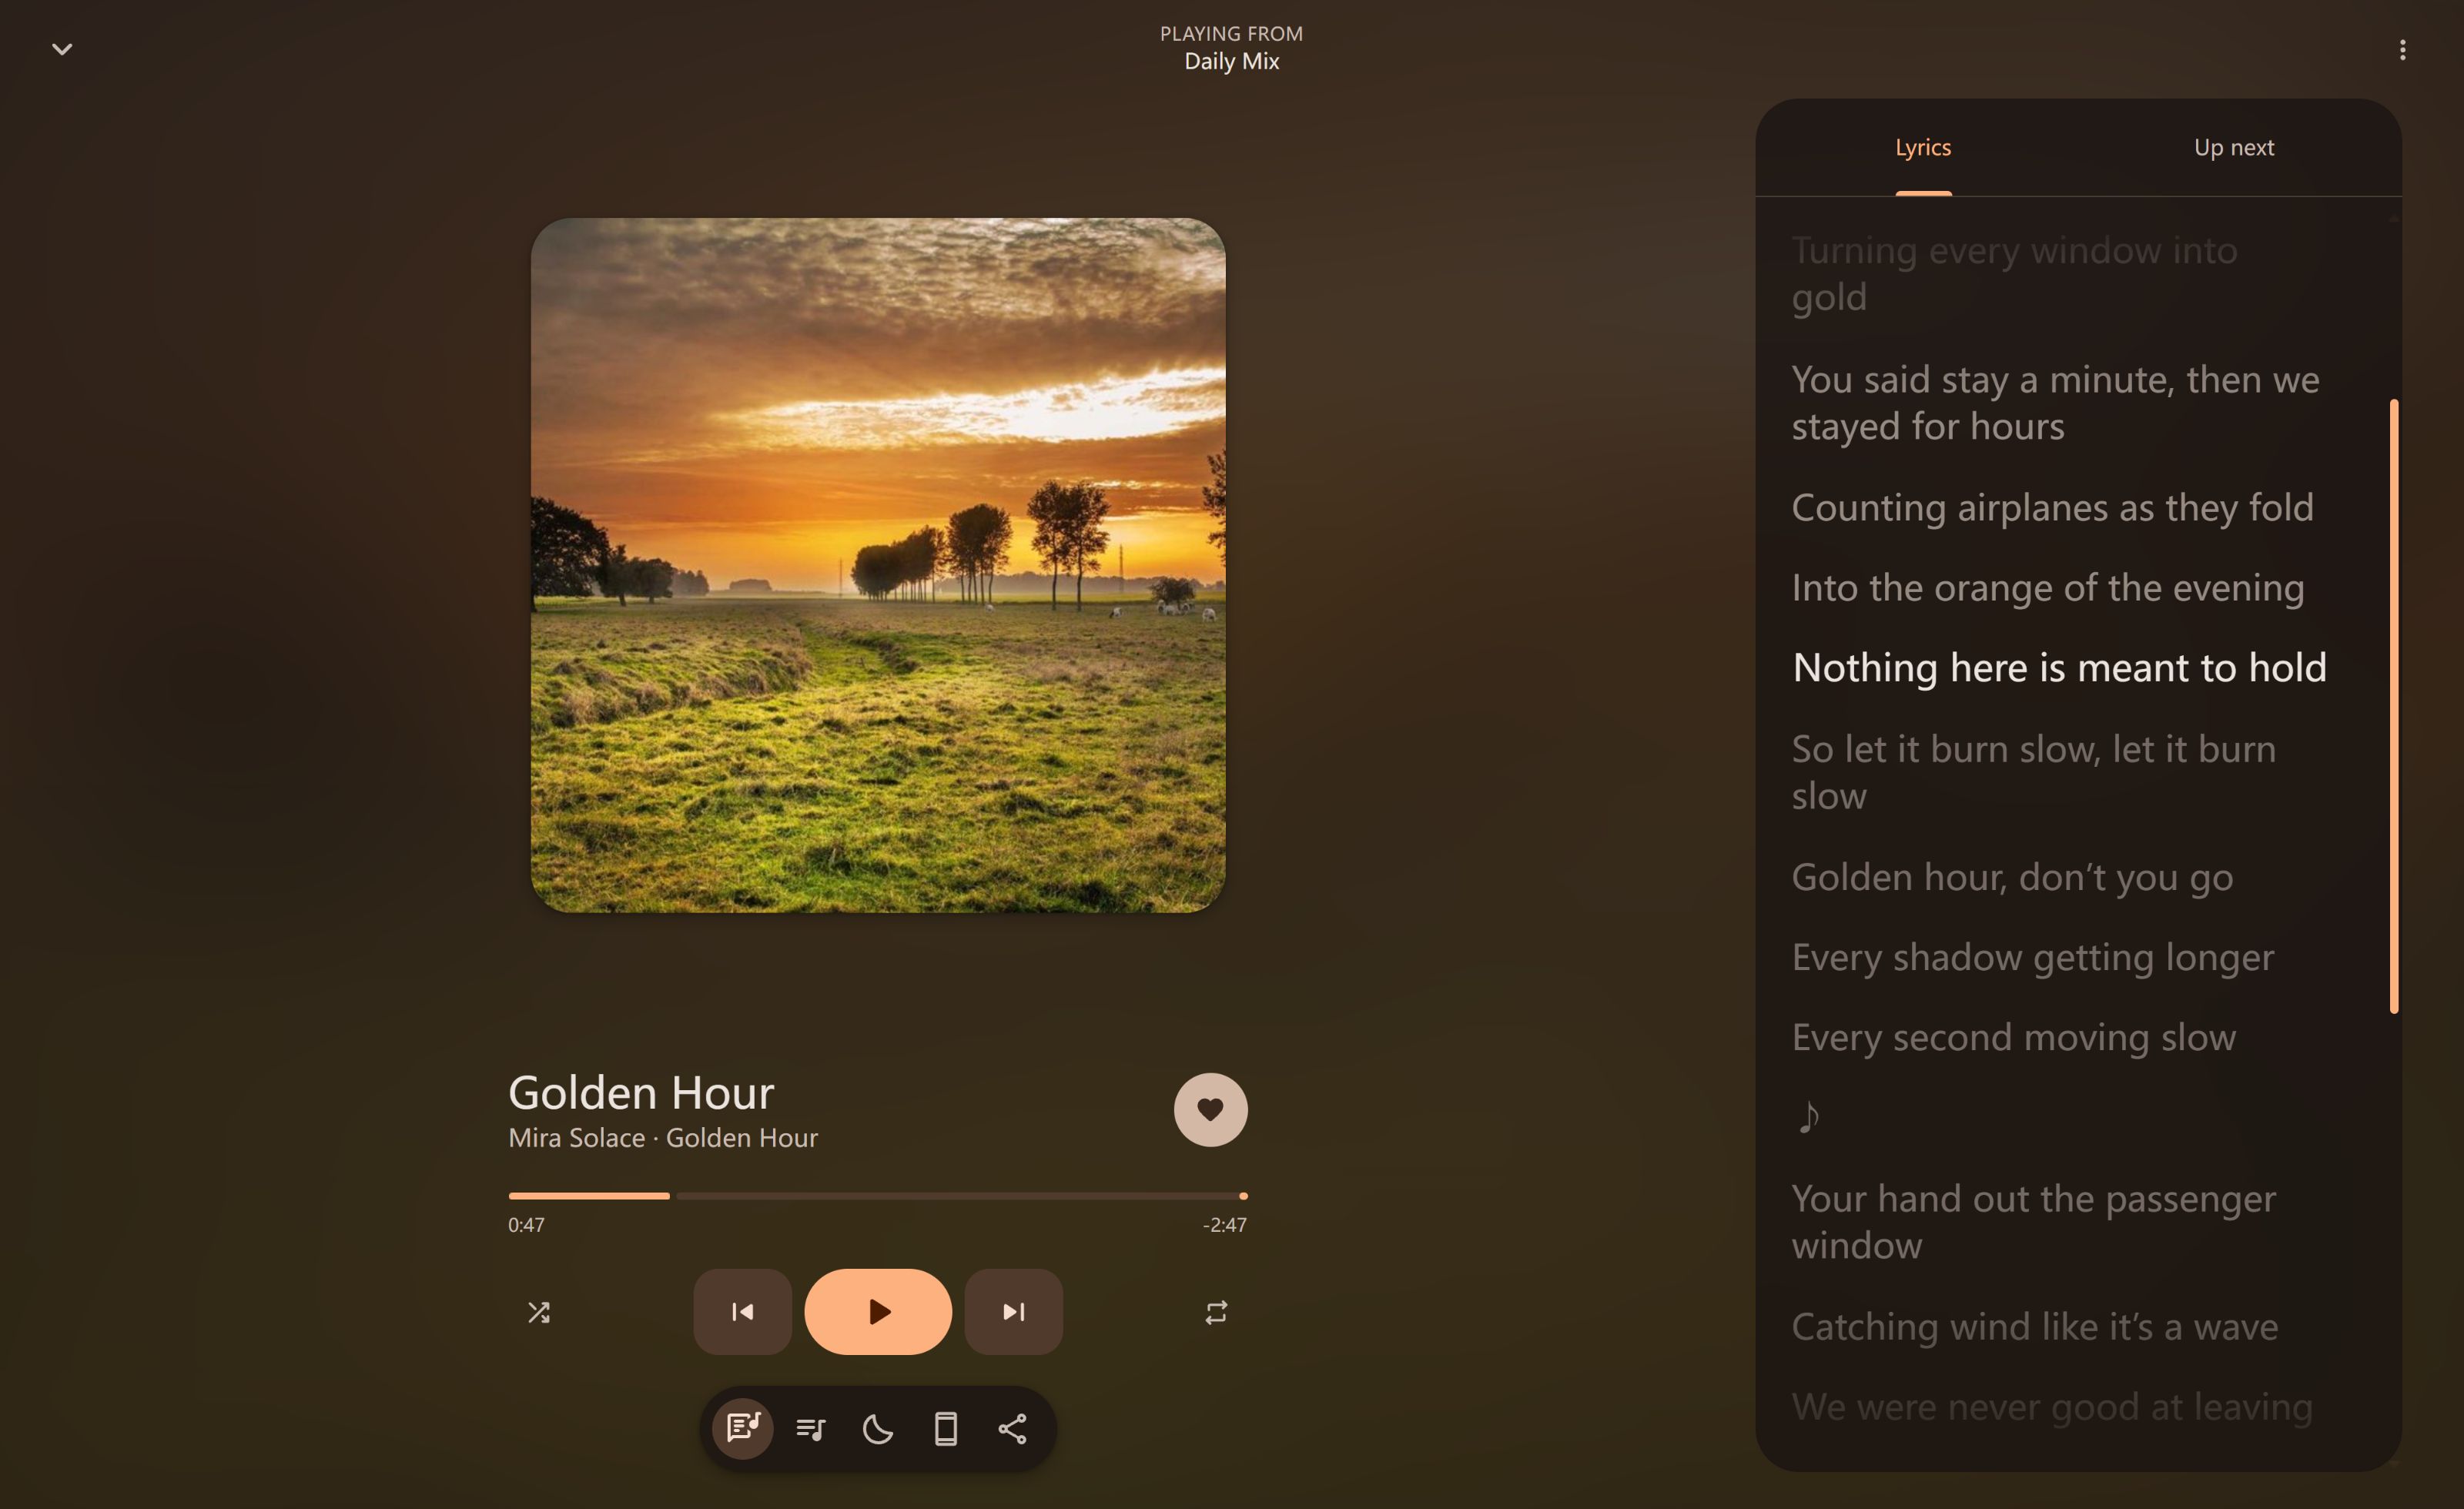 PLAYING FROM
Daily Mix
Lyrics
Up next
Turning every window into
gold
You said stay a minute, then we
stayed for hours
Counting airplanes as they fold
Into the orange of the evening
Nothing here is meant to hold
So let it burn slow, let it burn
slow
Golden hour, don’t you go
Every shadow getting longer
Every second moving slow
♪
Your hand out the passenger
window
Catching wind like it’s a wave
We were never good at leaving
Golden Hour
Mira Solace · Golden Hour
0:47
-2:47